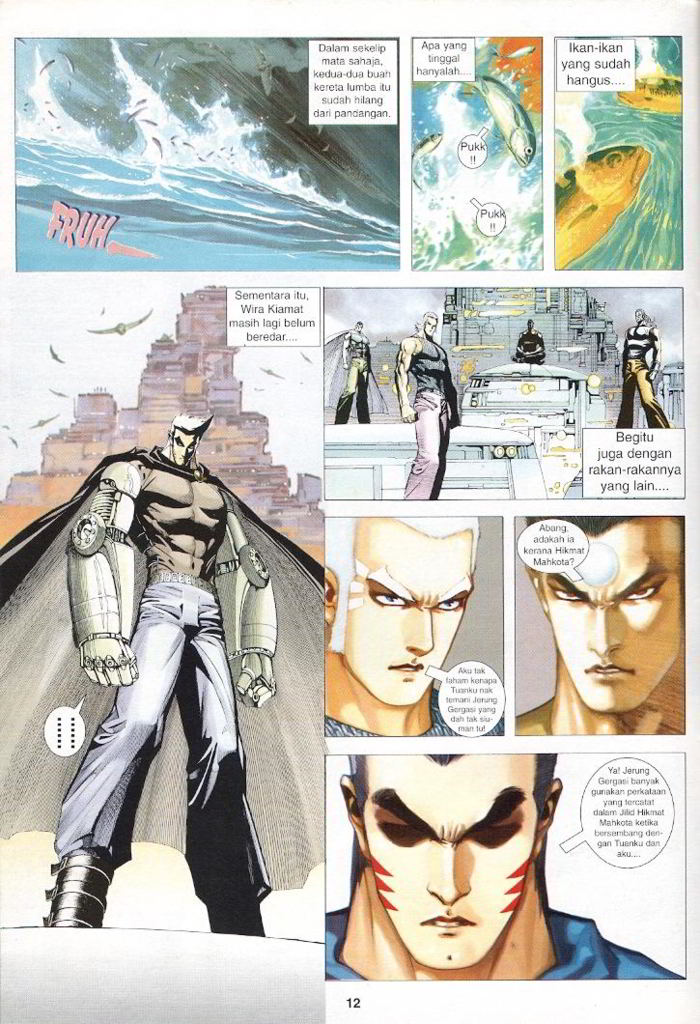 Dalam sekelip
mata sahaja,
kedua-dua buah
kereta lumba itu
sudah hilang
dari pandangan.
FRUH
Apa yang
tinggal
hanyalah....
Pukk
!!
Pukk
!!
Ikan-ikan
yang sudah
hangus....
Sementara itu,
Wira Kiamat
masih lagi belum
beredar....
Begitu
juga dengan
rakan-rakannya
yang lain....
Aku tak
faham kenapa
Tuanku nak
temani Jerung
Gergasi yang
dah tak siu-
man tu!
Abang,
adakah ia
kerana Hikmat
Mahkota?
Ya! Jerung
Gergasi banyak
gunakan perkataan
yang tercatat
dalam Jilid Hikmat
Mahkota ketika
bersembang den-
gan Tuanku dan
aku....
12